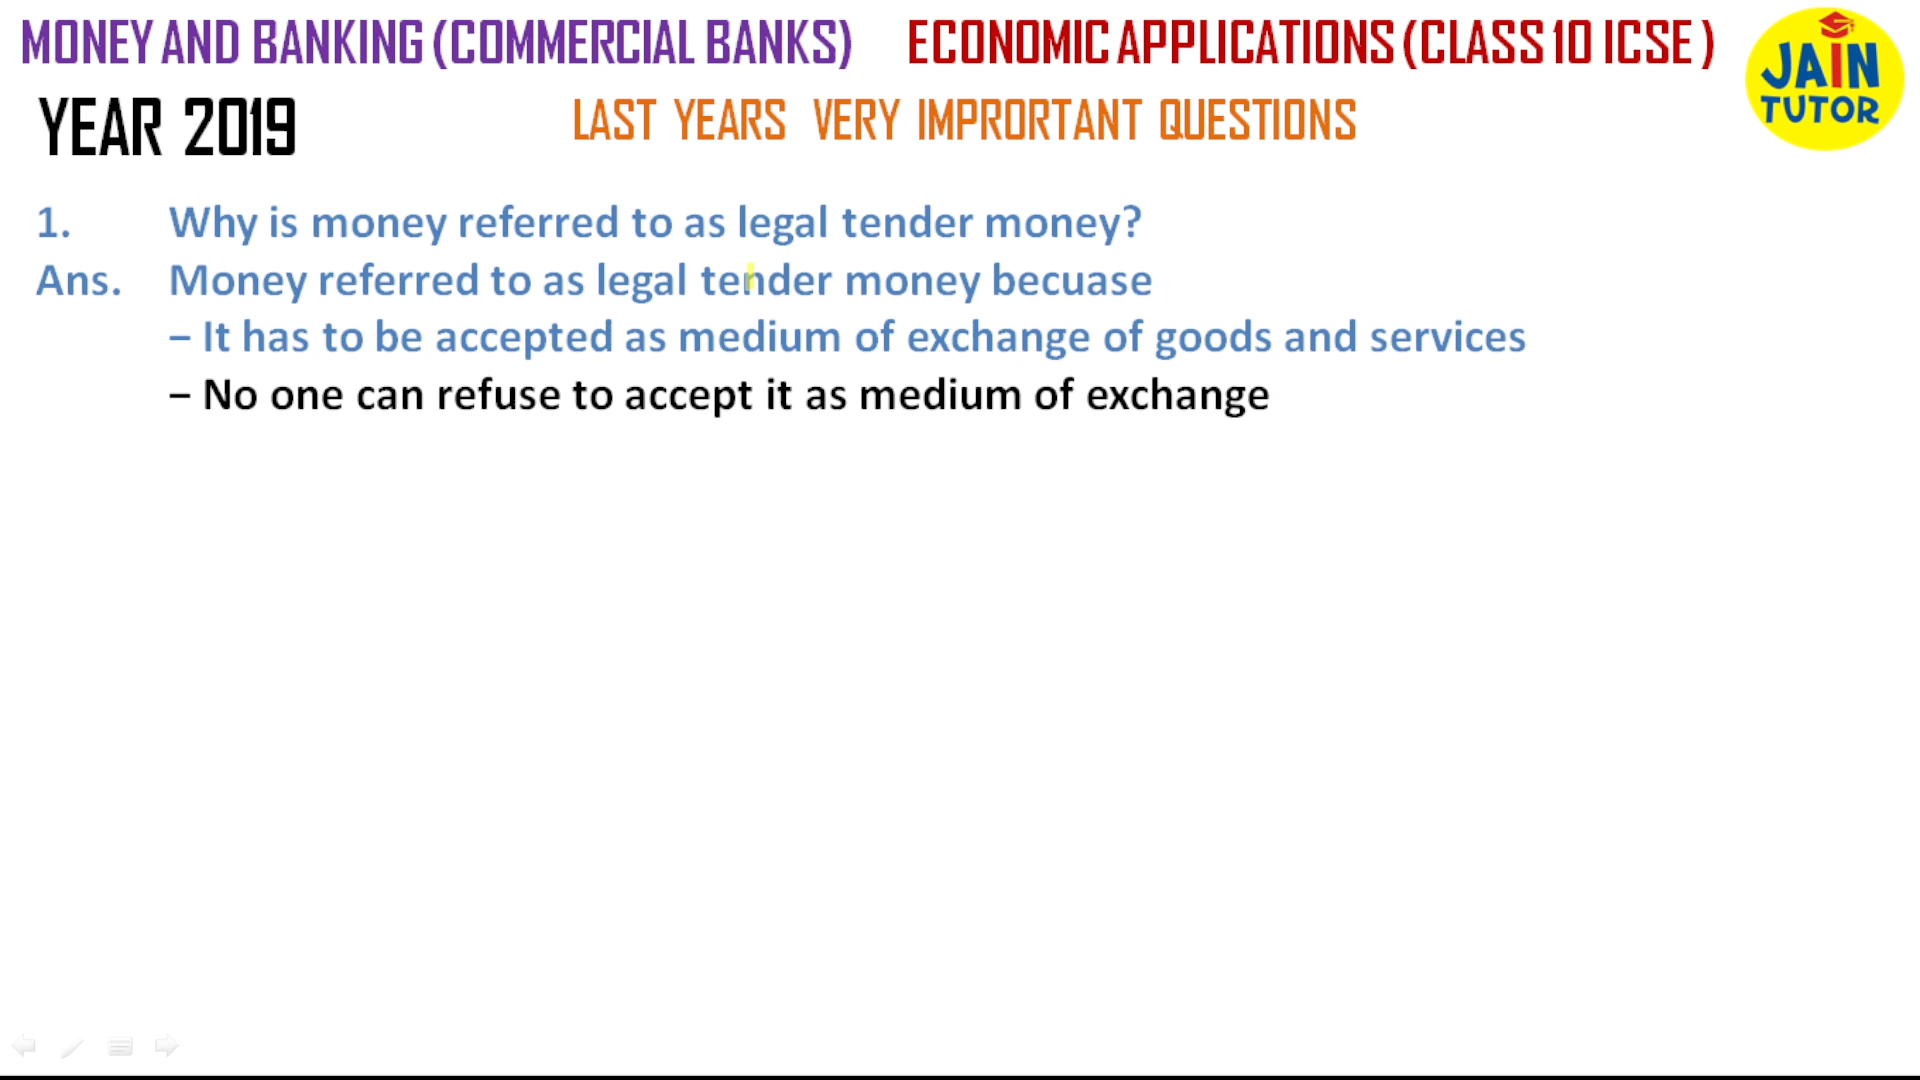 MONEY AND BANKING (COMMERCIAL BANKS) ECONOMIC APPLICATIONS (CLASS 10 ICSE )
JAIN
TUTOR
YEAR 2019 LAST YEARS VERY IMPRORTANT QUESTIONS
1. Why is money referred to as legal tender money?
Ans. Money referred to as legal tender money becuase
– It has to be accepted as medium of exchange of goods and services
– No one can refuse to accept it as medium of exchange